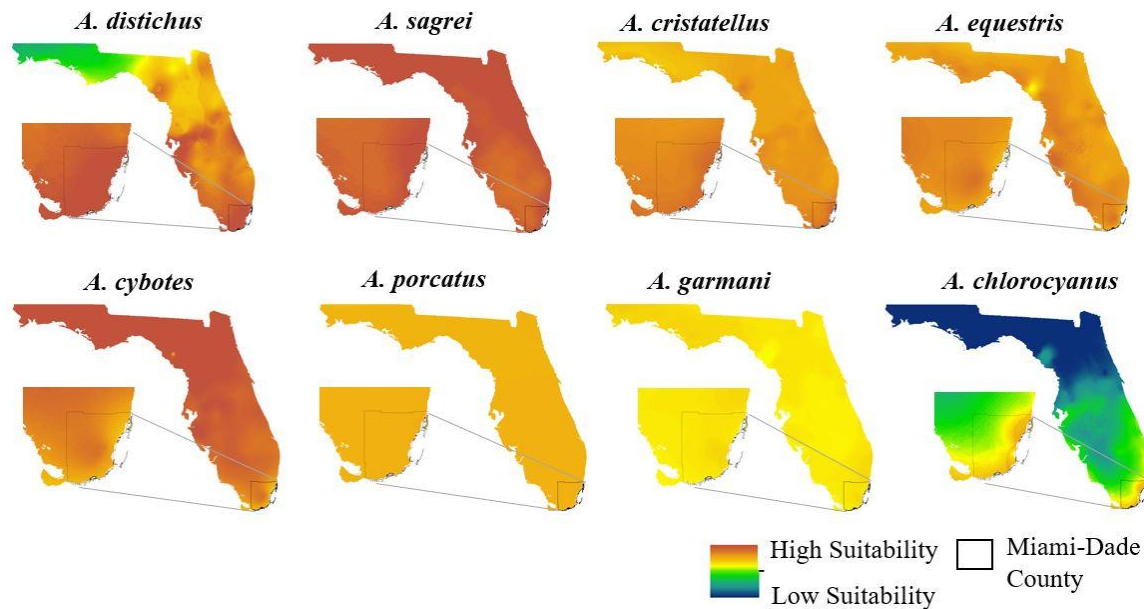 A. distichus
A. sagrei
A. cristatellus
A. equestris
A. cybotes
A. porcatus
A. garmani
A. chlorocyanus
High Suitability
Low Suitability
Miami-Dade
County